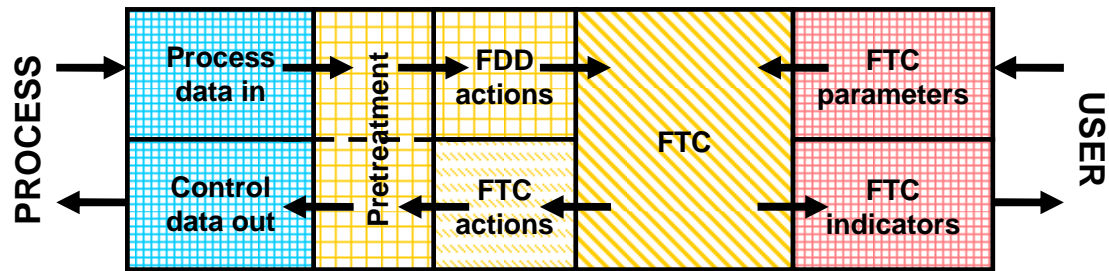 PROCESS
Process
data in
Control
data out
Pretreatment
FDD
actions
FTC
actions
FTC
FTC
parameters
FTC
indicators
USER